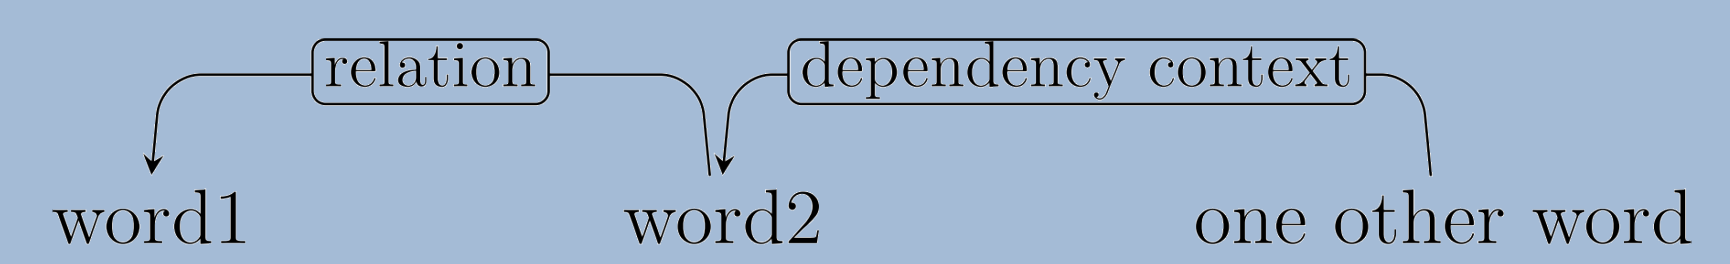 relation dependency context
word1 word2 one other word